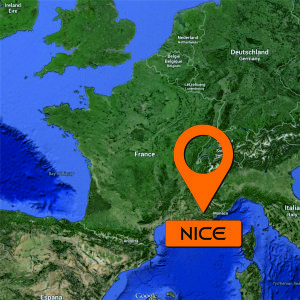 Ireland
Éire
Nederland
Netherlands
Deutschland
Germany
België
Belgique
Belgium
Luxembourg
France
Monaco
NICE
Italia
Italy
España
Google